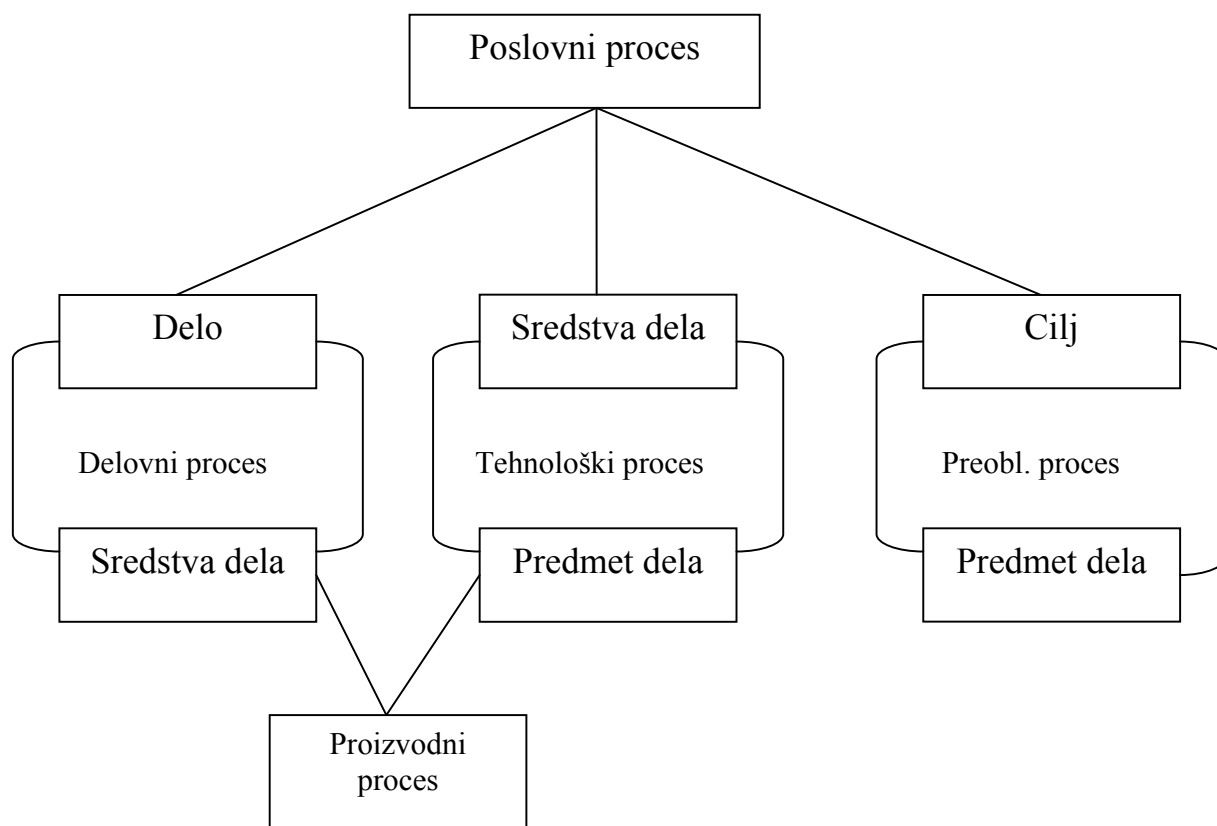 Poslovni proces
Delo
Sredstva dela
Cilj
Delovni proces
Tehnološki proces
Preobl. proces
Sredstva dela
Predmet dela
Predmet dela
Proizvodni
proces